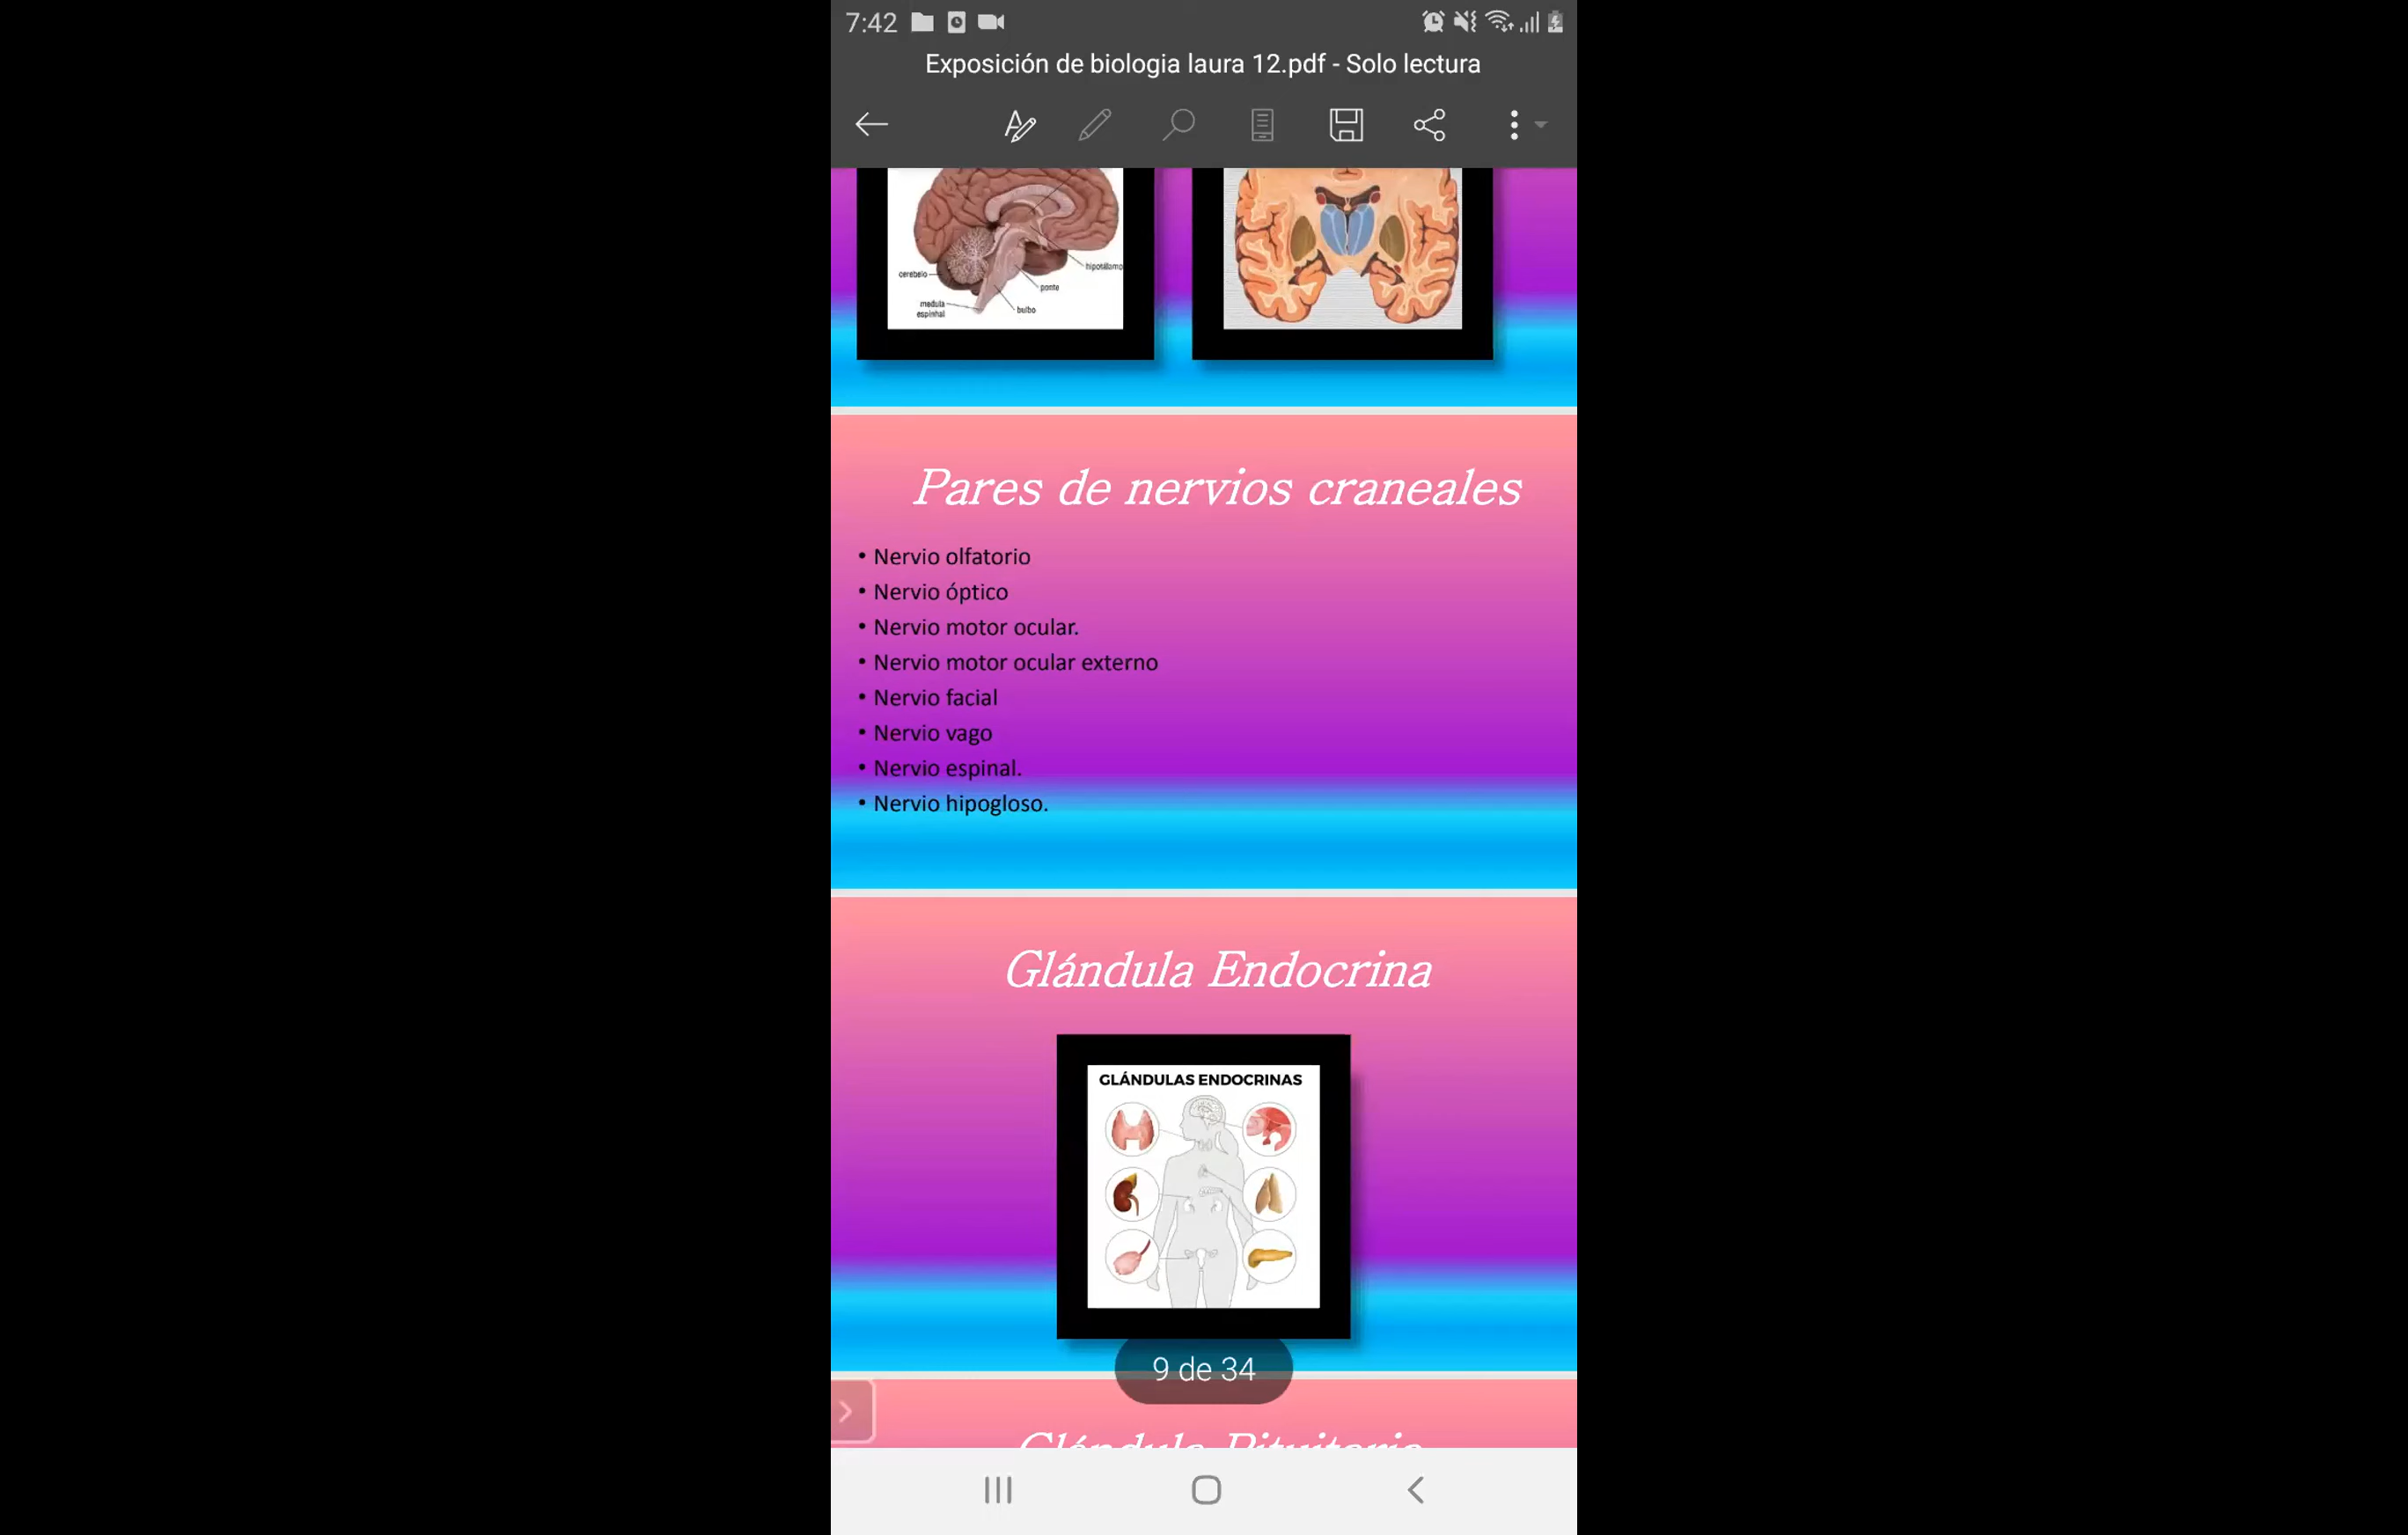 7:42
Exposición de biologia laura 12.pdf - Solo lectura
cerebelo
hipotálamo
ponte
medula
espinhal
bulbo
Pares de nervios craneales
• Nervio olfatorio
• Nervio óptico
• Nervio motor ocular.
• Nervio motor ocular externo
• Nervio facial
• Nervio vago
• Nervio espinal.
• Nervio hipogloso.
Glándula Endocrina
GLÁNDULAS ENDOCRINAS
9 de 34
Glándula Pituitaria